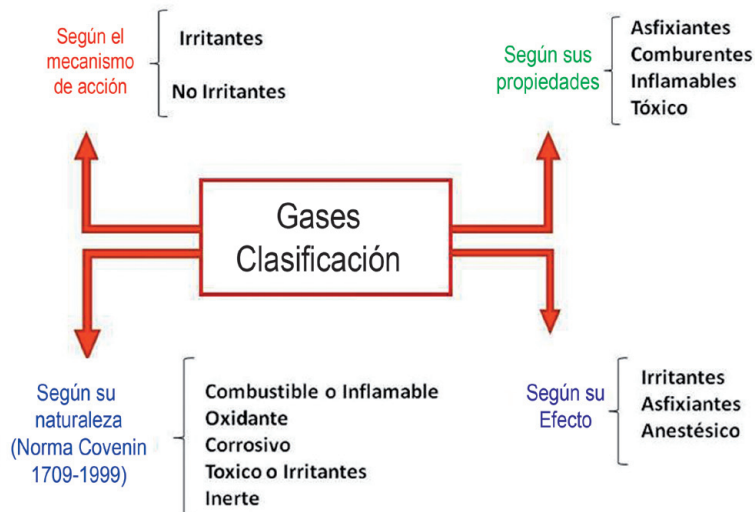 Según el
mecanismo
de acción
Irritantes
No Irritantes
Según sus
propiedades
Asfixiantes
Comburentes
Inflamables
Tóxico
Gases
Clasificación
Según su
naturaleza
(Norma Covenin
1709-1999)
Combustible o Inflamable
Oxidante
Corrosivo
Toxico o Irritantes
Inerte
Según su
Efecto
Irritantes
Asfixiantes
Anestésico